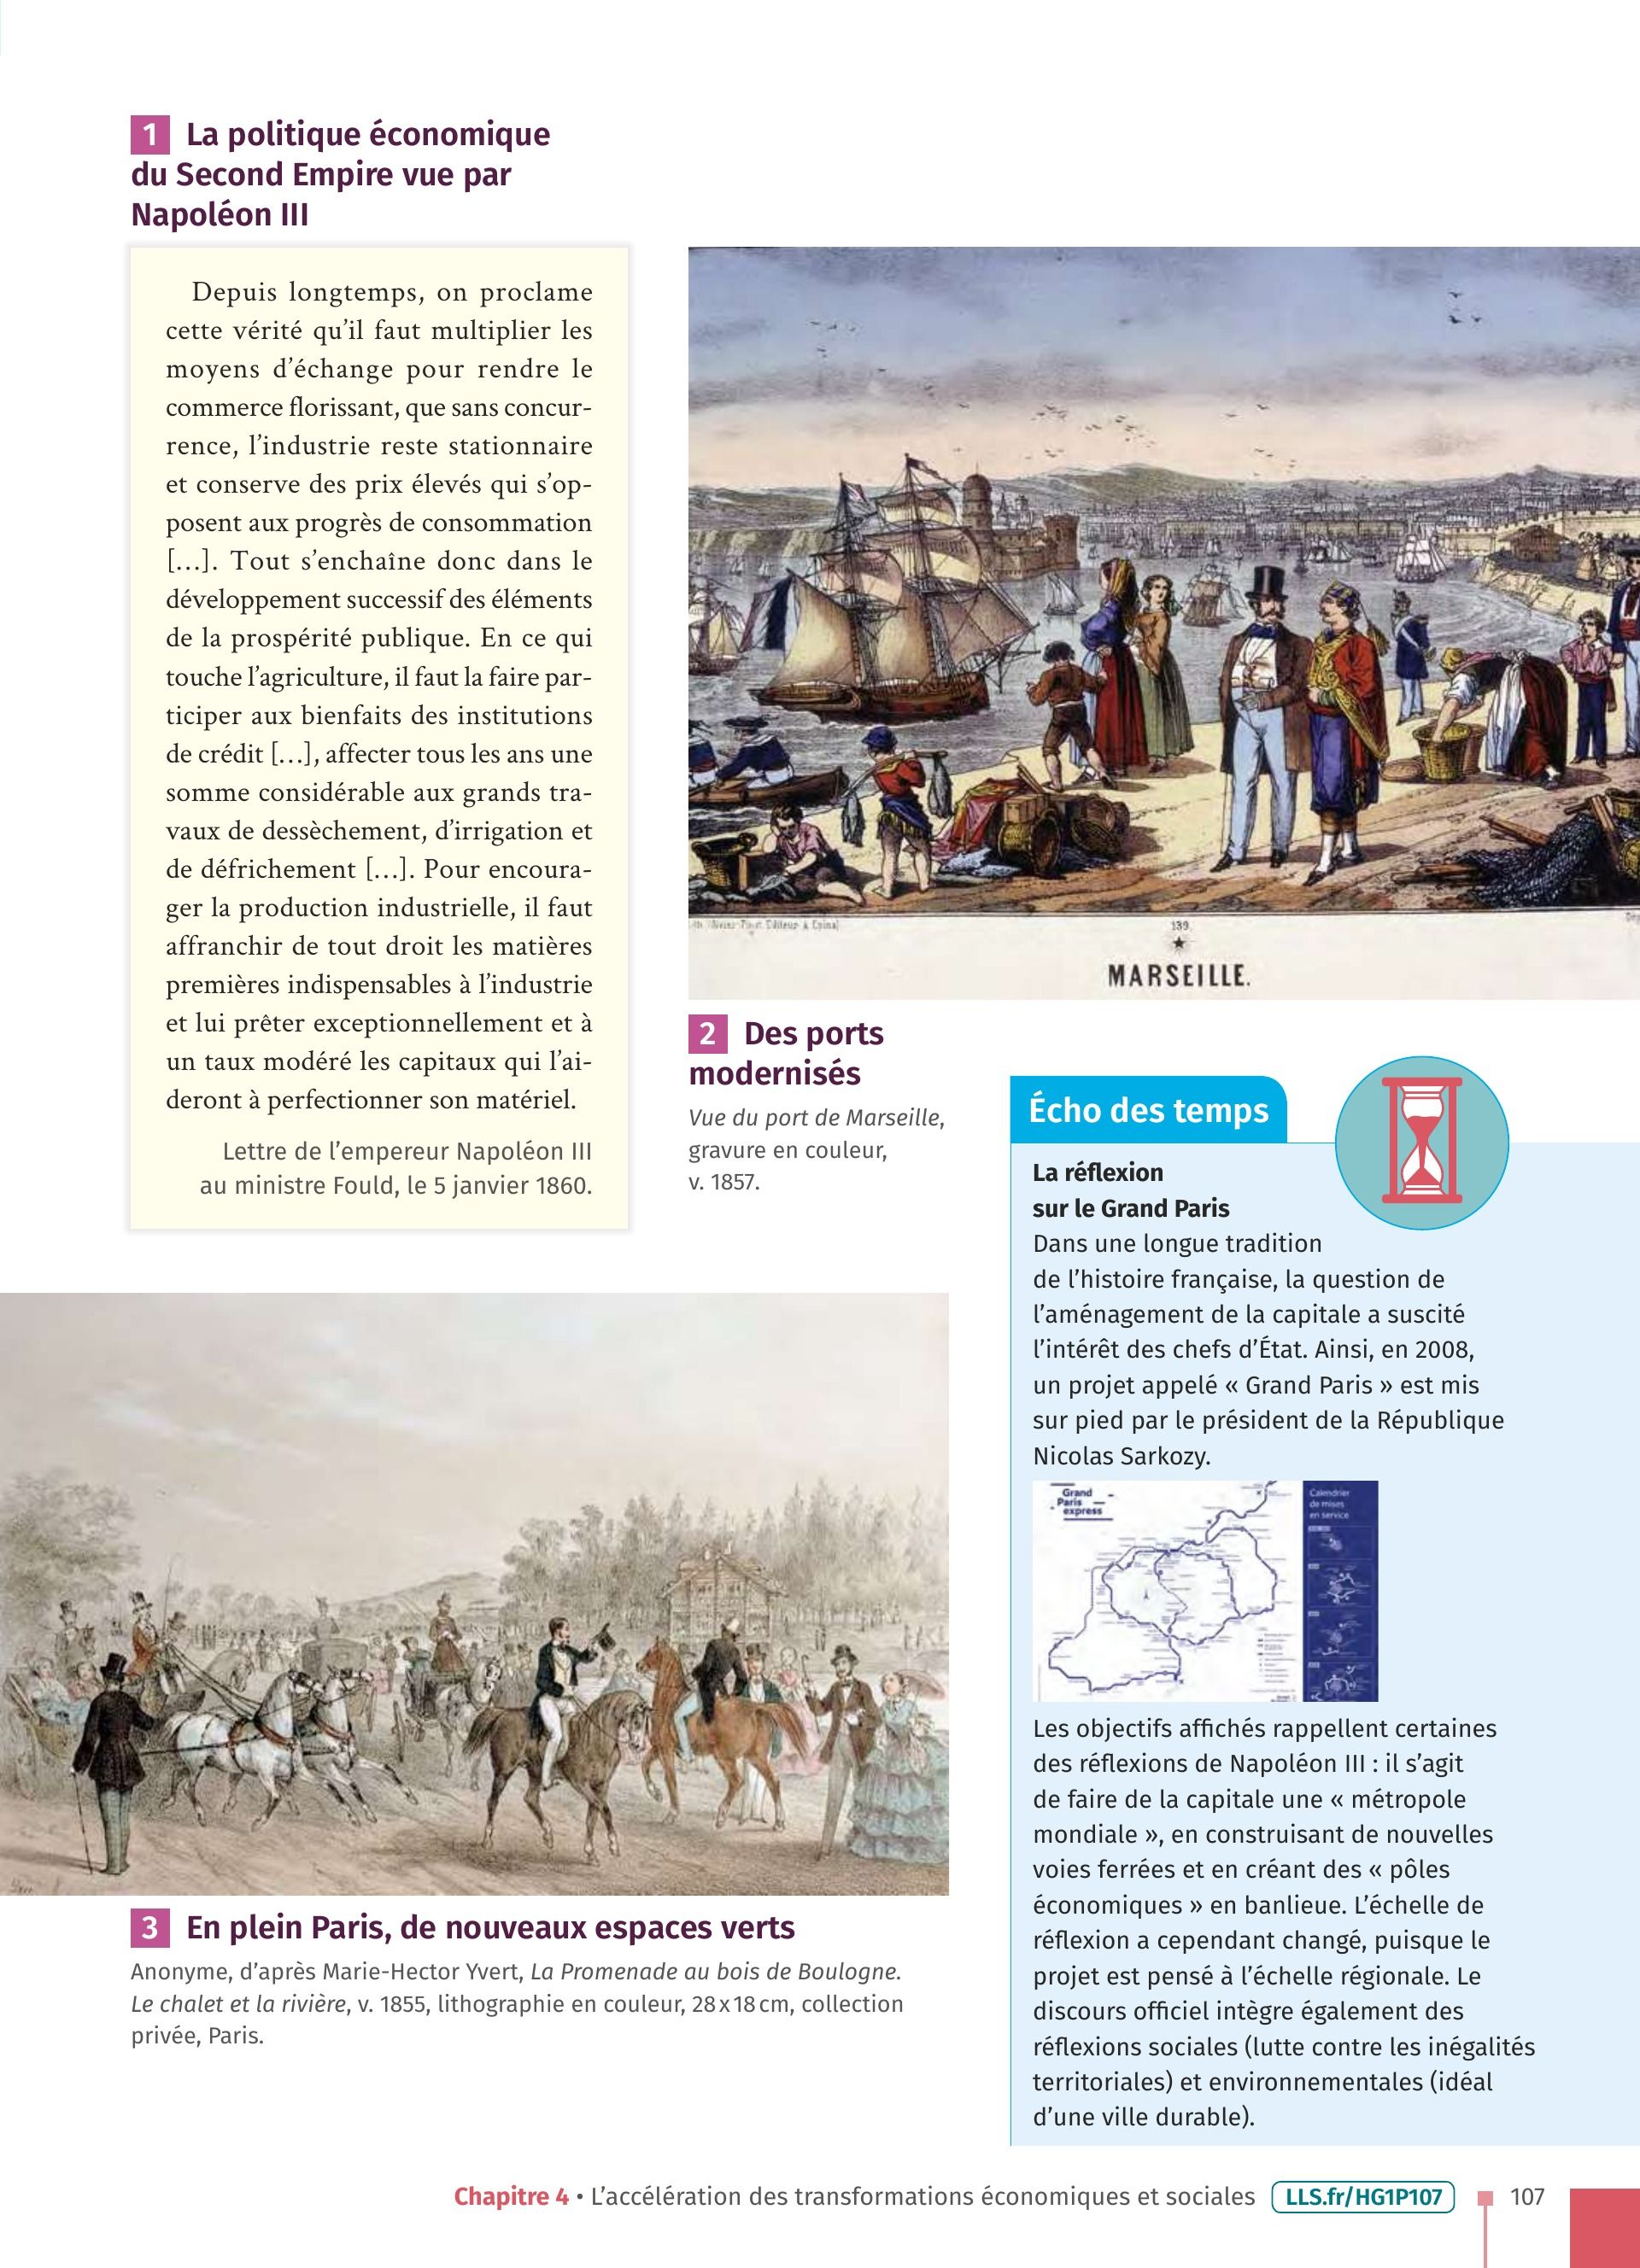 1 La politique économique
du Second Empire vue par
Napoléon III
Depuis longtemps, on proclame
cette vérité qu’il faut multiplier les
moyens d’échange pour rendre le
commerce florissant, que sans concur-
rence, l’industrie reste stationnaire
et conserve des prix élevés qui s’op-
posent aux progrès de consommation
[…]. Tout s’enchaîne donc dans le
développement successif des éléments
de la prospérité publique. En ce qui
touche l’agriculture, il faut la faire par-
ticiper aux bienfaits des institutions
de crédit […], affecter tous les ans une
somme considérable aux grands tra-
vaux de dessèchement, d’irrigation et
de défrichement […]. Pour encoura-
ger la production industrielle, il faut
affranchir de tout droit les matières
premières indispensables à l’industrie
et lui prêter exceptionnellement et à
un taux modéré les capitaux qui l’ai-
deront à perfectionner son matériel.
Lettre de l’empereur Napoléon III
au ministre Fould, le 5 janvier 1860.
139.
MARSEILLE.
2 Des ports
modernisés
Vue du port de Marseille,
gravure en couleur,
v. 1857.
3 En plein Paris, de nouveaux espaces verts
Anonyme, d’après Marie-Hector Yvert, La Promenade au bois de Boulogne.
Le chalet et la rivière, v. 1855, lithographie en couleur, 28 x 18 cm, collection
privée, Paris.
Écho des temps
La réflexion
sur le Grand Paris
Dans une longue tradition
de l’histoire française, la question de
l’aménagement de la capitale a suscité
l’intérêt des chefs d’État. Ainsi, en 2008,
un projet appelé « Grand Paris » est mis
sur pied par le président de la République
Nicolas Sarkozy.
Grand
Paris
express
Calendrier
de mises
en service
Les objectifs affichés rappellent certaines
des réflexions de Napoléon III : il s’agit
de faire de la capitale une « métropole
mondiale », en construisant de nouvelles
voies ferrées et en créant des « pôles
économiques » en banlieue. L’échelle de
réflexion a cependant changé, puisque le
projet est pensé à l’échelle régionale. Le
discours officiel intègre également des
réflexions sociales (lutte contre les inégalités
territoriales) et environnementales (idéal
d’une ville durable).
Chapitre 4 • L’accélération des transformations économiques et sociales LLS.fr/HG1P107 107